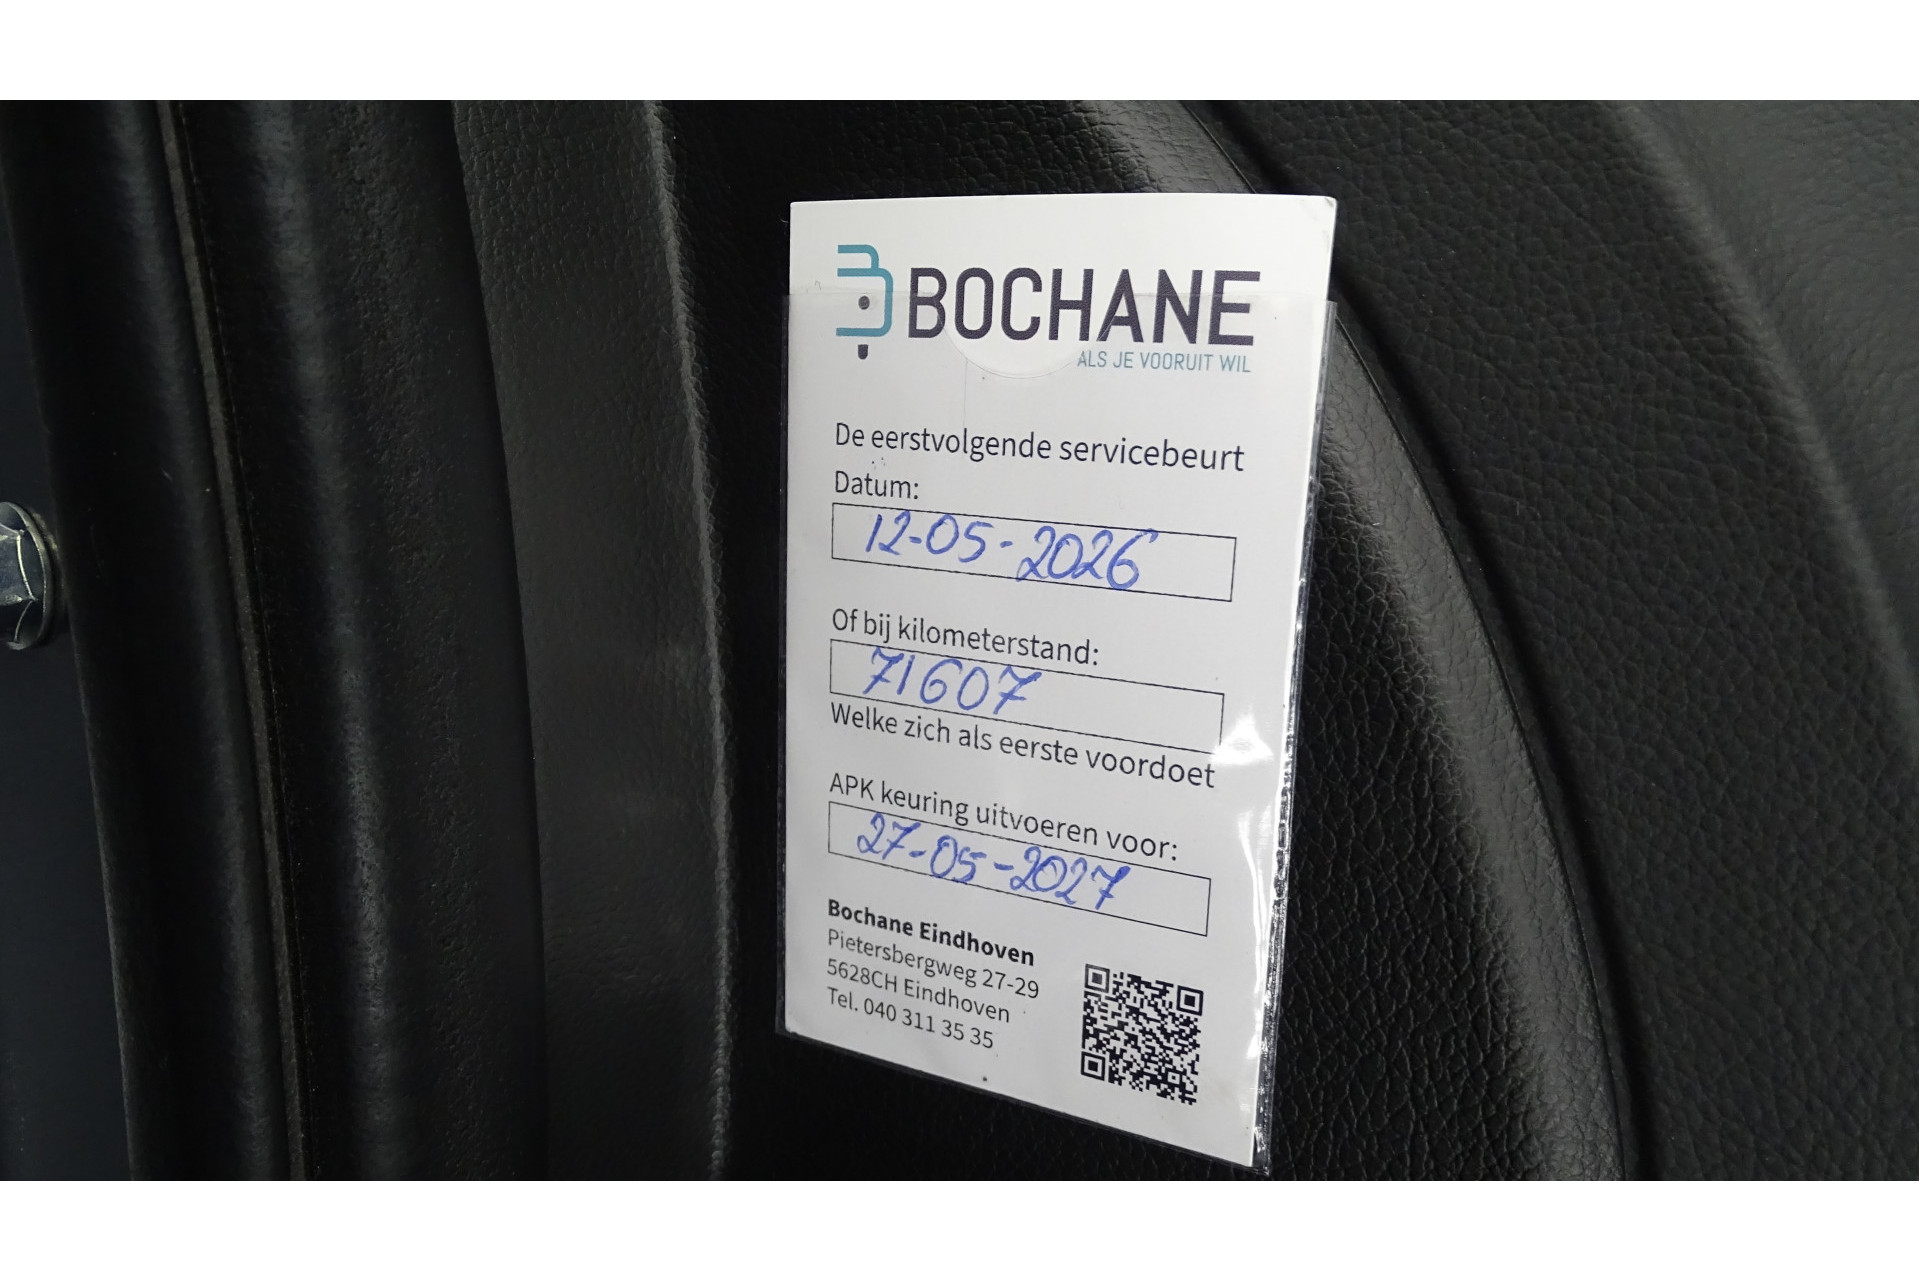 BOCHANE
ALS JE VOORUIT WIL
De eerstvolgende servicebeurt
Datum:
12-05-2026
Of bij kilometerstand:
71607
Welke zich als eerste voordoet
APK keuring uitvoeren voor:
27-05-2027
Bochane Eindhoven
Pietersbergweg 27-29
5628CH Eindhoven
Tel. 040 311 35 35